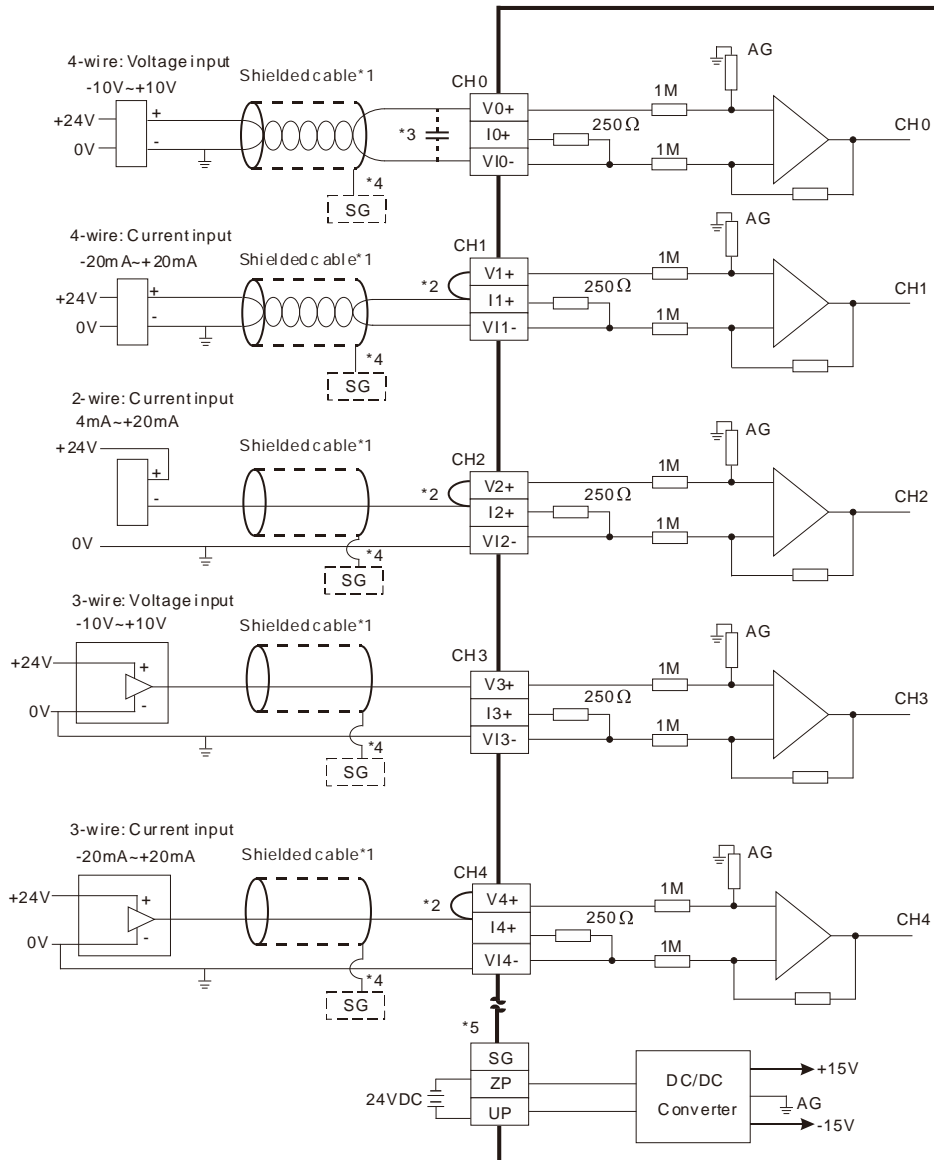 4-wire: Voltage input
-10V~+10V
+24V
0V
+
-
Shielded cable*1
*3
*4
SG
CH0
V0+
I0+
VI0-
250Ω
1M
1M
AG
CH0
4-wire: Current input
-20mA~+20mA
+24V
0V
+
-
Shielded cable*1
*4
SG
*2
CH1
V1+
I1+
VI1-
250Ω
1M
1M
AG
CH1
2-wire: Current input
4mA~+20mA
+24V
+
-
0V
Shielded cable*1
*4
SG
*2
CH2
V2+
I2+
VI2-
250Ω
1M
1M
AG
CH2
3-wire: Voltage input
-10V~+10V
+24V
0V
+
-
Shielded cable*1
*4
SG
CH3
V3+
I3+
VI3-
250Ω
1M
1M
AG
CH3
3-wire: Current input
-20mA~+20mA
+24V
0V
+
-
Shielded cable*1
*4
SG
*2
CH4
V4+
I4+
VI4-
250Ω
1M
1M
AG
CH4
*5
SG
ZP
UP
24VDC
DC/DC
Converter
+15V
AG
-15V